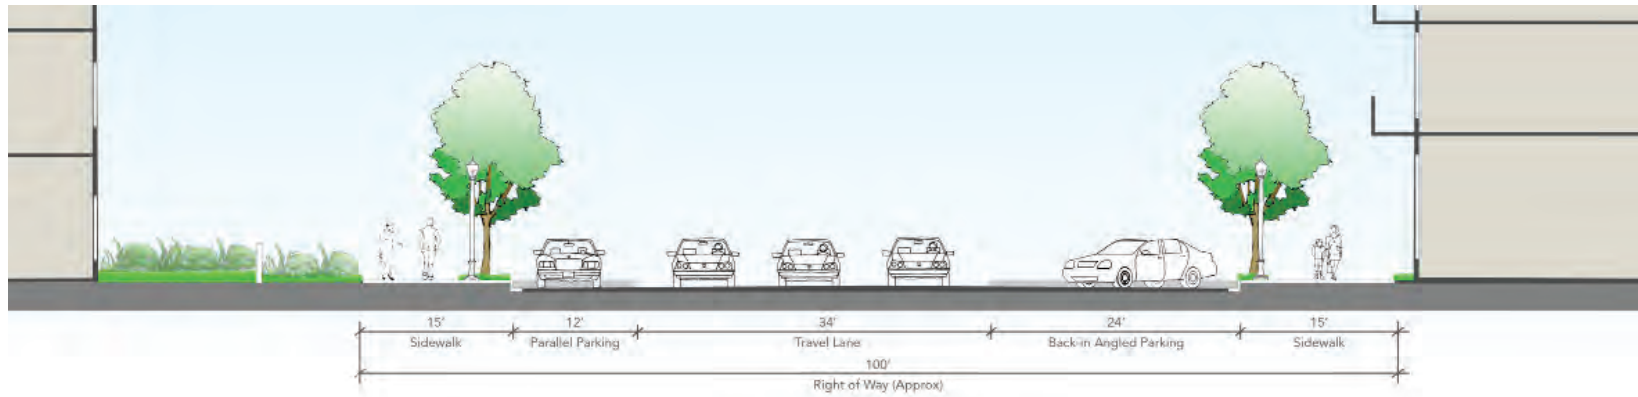 15' 12' 34' 24' 15'
Sidewalk Parallel Parking Travel Lane Back-in Angled Parking Sidewalk
100'
Right of Way (Approx)